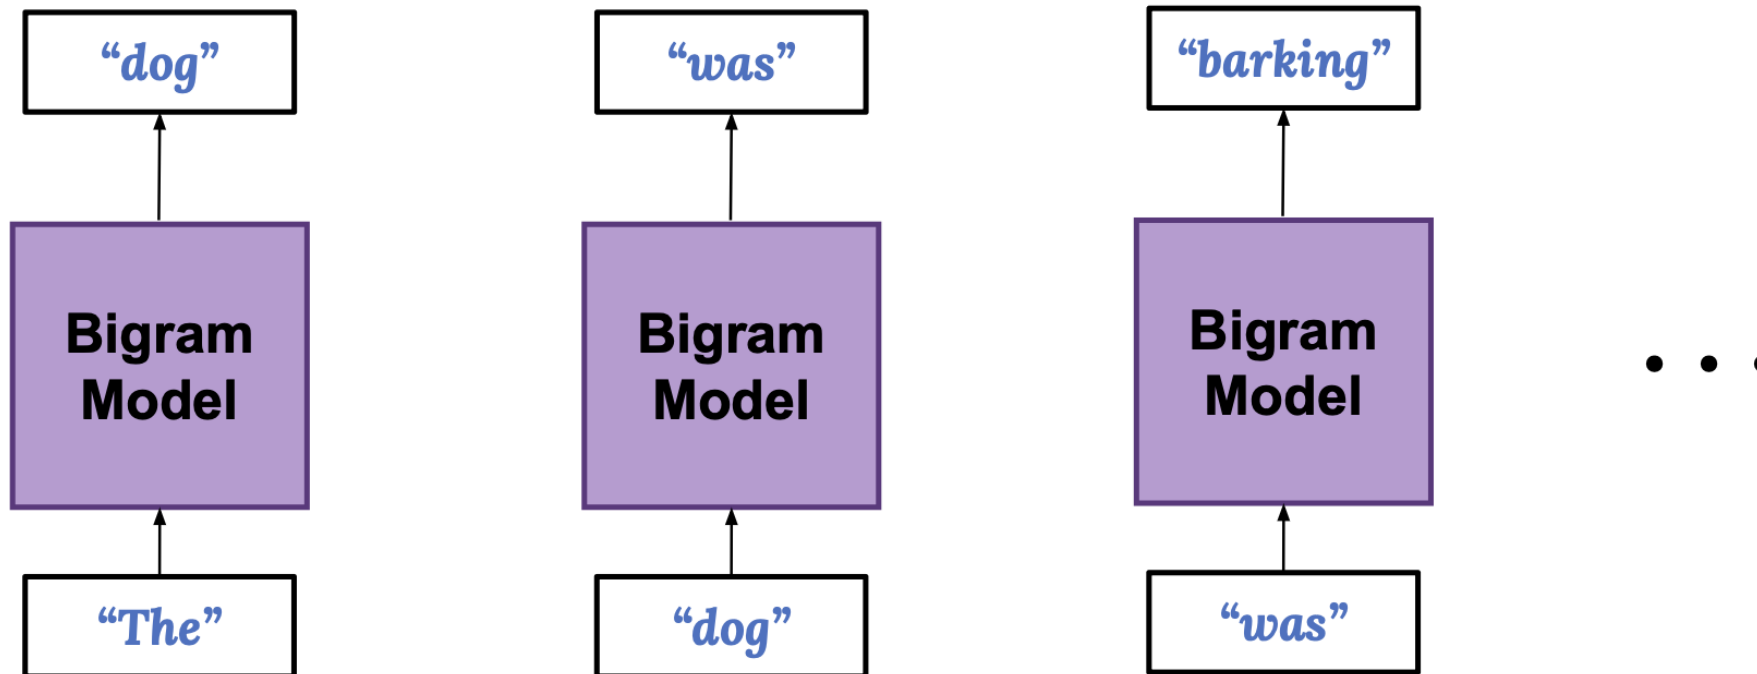 “dog” “was” “barking”
Bigram Bigram Bigram
Model Model Model
• • •
“The” “dog” “was”